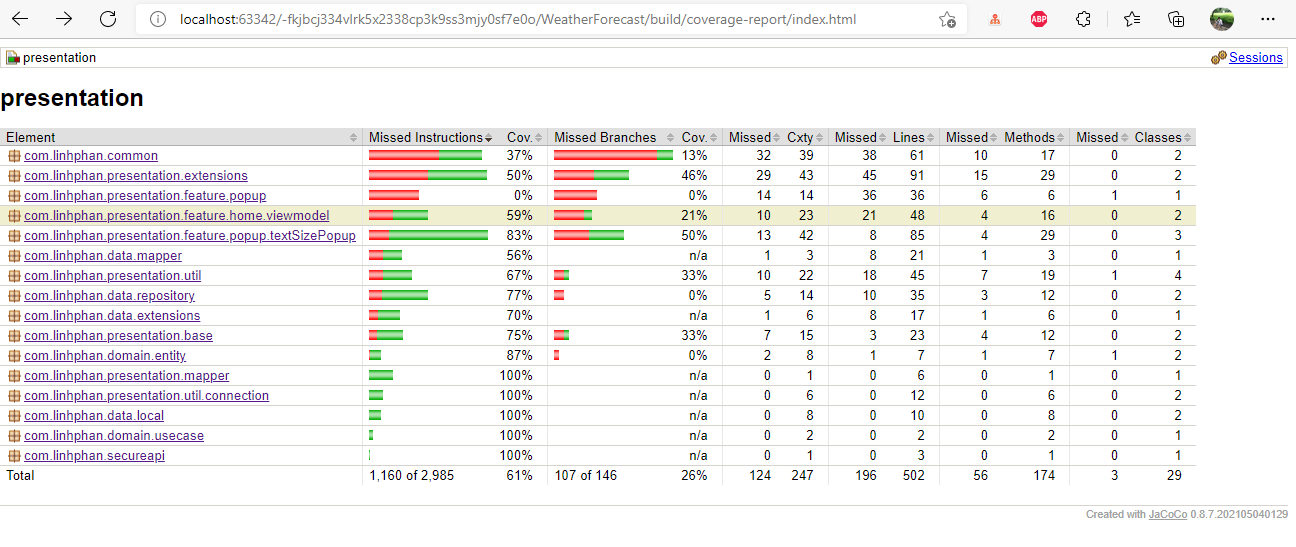 localhost:63342/-fkjbcj334vlrk5x2338cp3k9ss3mjy0sf7e0o/WeatherForecast/build/coverage-report/index.html
ABP
presentation Sessions
presentation
Element Missed Instructions Cov. Missed Branches Cov. Missed Cxty Missed Lines Missed Methods Missed Classes
com.linhphan.common 37% 13% 32 39 38 61 10 17 0 2
com.linhphan.presentation.extensions 50% 46% 29 43 45 91 15 29 0 2
com.linhphan.presentation.feature.popup 0% 0% 14 14 36 36 6 6 1 1
com.linhphan.presentation.feature.home.viewmodel 59% 21% 10 23 21 48 4 16 0 2
com.linhphan.presentation.feature.popup.textSizePopup 83% 50% 13 42 8 85 4 29 0 3
com.linhphan.data.mapper 56% n/a 1 3 8 21 1 3 0 1
com.linhphan.presentation.util 67% 33% 10 22 18 45 7 19 1 4
com.linhphan.data.repository 77% 0% 5 14 10 35 3 12 0 2
com.linhphan.data.extensions 70% n/a 1 6 8 17 1 6 0 1
com.linhphan.presentation.base 75% 33% 7 15 3 23 4 12 0 2
com.linhphan.domain.entity 87% 0% 2 8 1 7 1 7 1 2
com.linhphan.presentation.mapper 100% n/a 0 1 0 6 0 1 0 1
com.linhphan.presentation.util.connection 100% n/a 0 6 0 12 0 6 0 2
com.linhphan.data.local 100% n/a 0 8 0 10 0 8 0 2
com.linhphan.domain.usecase 100% n/a 0 2 0 2 0 2 0 1
com.linhphan.secureapi 100% n/a 0 1 0 3 0 1 0 1
Total 1,160 of 2,985 61% 107 of 146 26% 124 247 196 502 56 174 3 29
Created with JaCoCo 0.8.7.202105040129